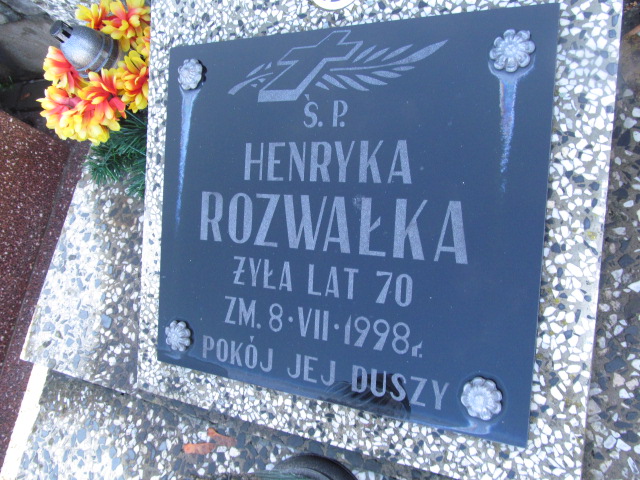 Ś. P.
HENRYKA
ROZWAŁKA
ŻYŁA LAT 70
ZM. 8 · VII · 1998r.
POKÓJ JEJ DUSZY